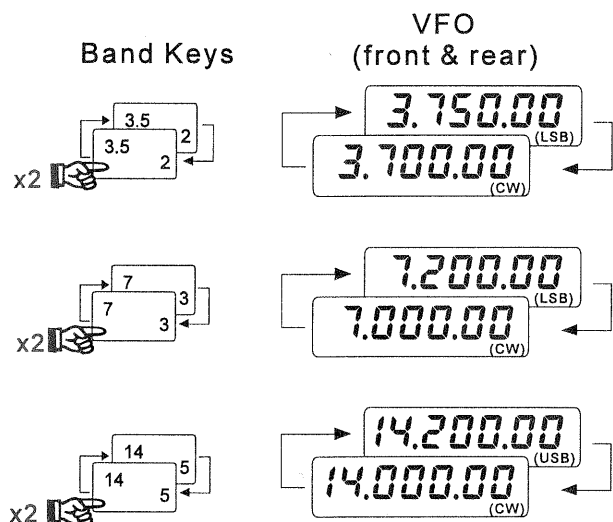 Band Keys
VFO
(front & rear)
3.5
2
3.5
2
x2
3.750.00
(LSB)
3.700.00
(CW)
7
3
7
3
x2
7.200.00
(LSB)
7.000.00
(CW)
14
5
14
5
x2
14.200.00
(USB)
14.000.00
(CW)